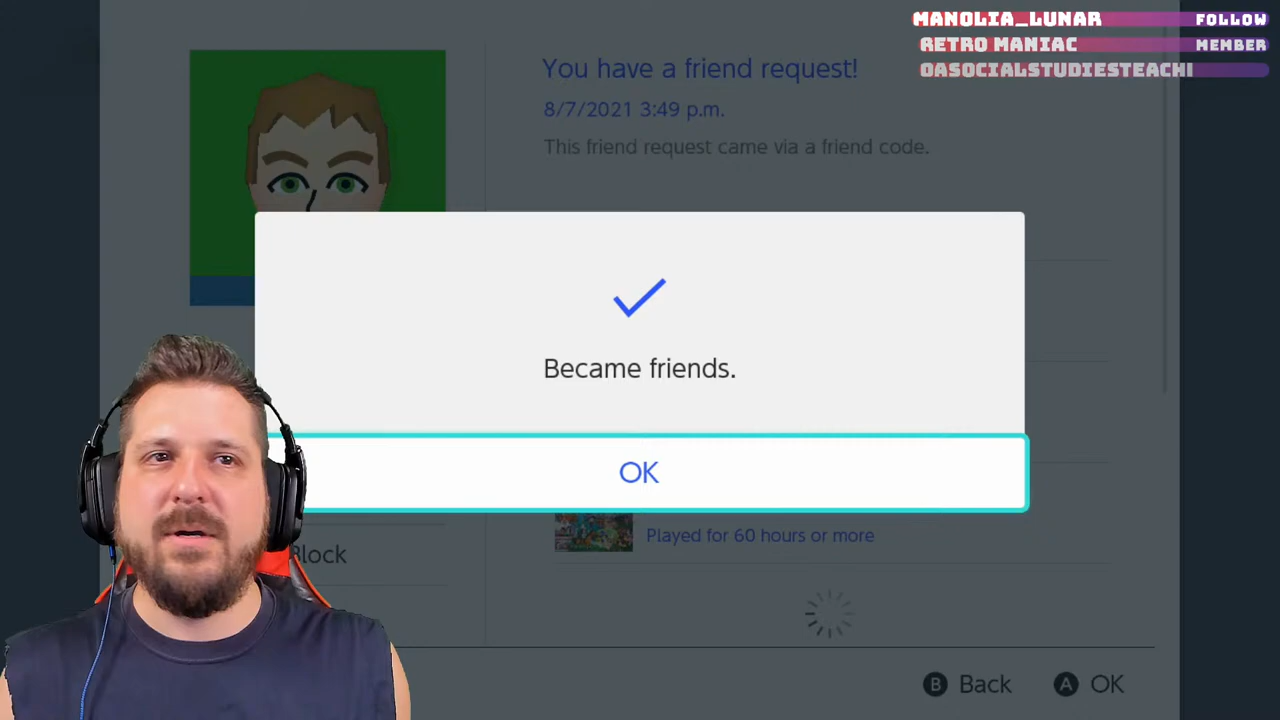 MANOLIA_LUNAR FOLLOW
RETRO MANIAC MEMBER
OASOCIALSTUDIESTEACHI
You have a friend request!
8/7/2021 3:49 p.m.
This friend request came via a friend code.
Became friends.
OK
Played for 60 hours or more
Block
B Back A OK